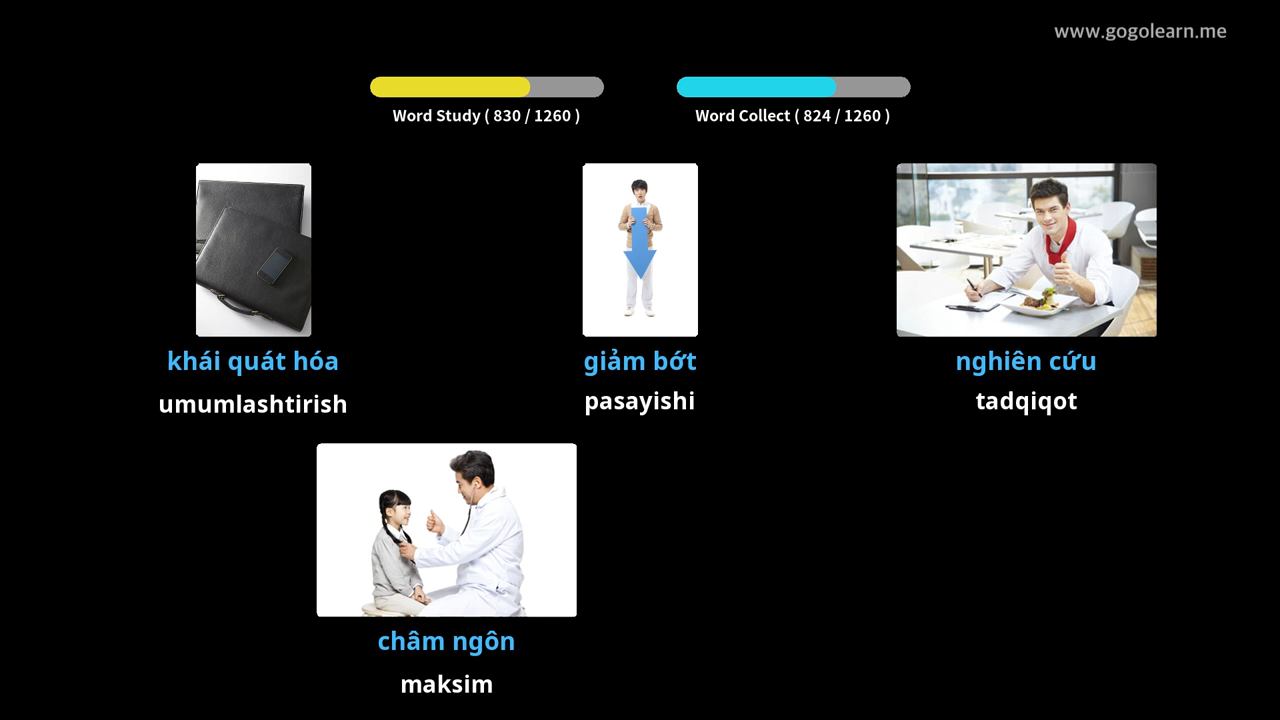 www.gogolearn.me
Word Study ( 830 / 1260 )
Word Collect ( 824 / 1260 )
khái quát hóa
giảm bớt
nghiên cứu
umumlashtirish
pasayishi
tadqiqot
châm ngôn
maksim